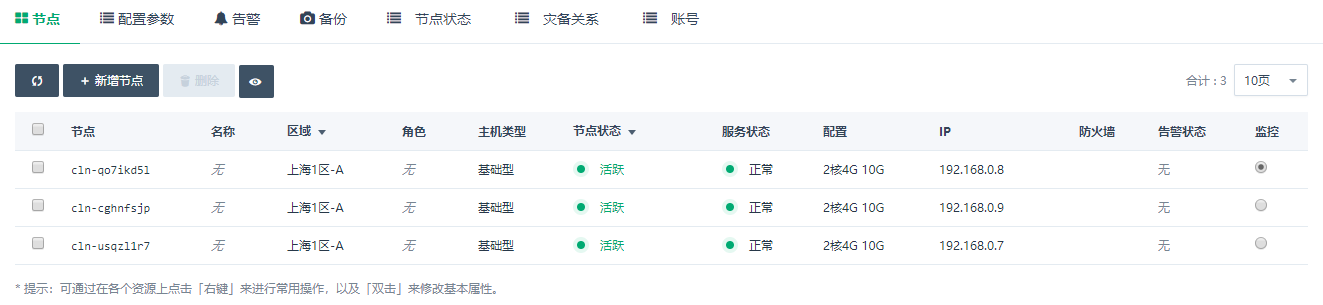 节点 配置参数 告警 备份 节点状态 灾备关系 账号
+ 新增节点 删除 合计 : 3 10页
节点 名称 区域 角色 主机类型 节点状态 服务状态 配置 IP 防火墙 告警状态 监控
cln-qo7ikd5l 无 上海1区-A 无 基础型 活跃 正常 2核4G 10G 192.168.0.8 无
cln-cghnfsjp 无 上海1区-A 无 基础型 活跃 正常 2核4G 10G 192.168.0.9 无
cln-usqzl1r7 无 上海1区-A 无 基础型 活跃 正常 2核4G 10G 192.168.0.7 无
* 提示：可通过在各个资源上点击「右键」来进行常用操作，以及「双击」来修改基本属性。